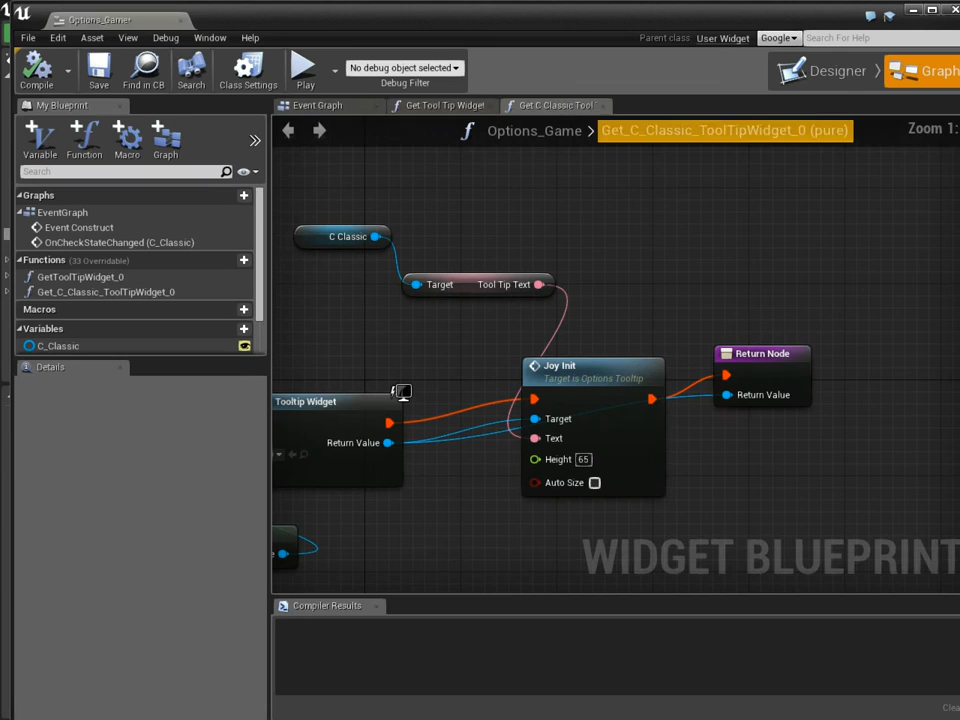 Options_Game*
File Edit Asset View Debug Window Help
Parent class: User Widget Google Search For Help
Compile Save Find in CB Search Class Settings Play
No debug object selected
Debug Filter
Designer Graph
My Blueprint
Event Graph Get Tool Tip Widget Get C Classic Tool
Variable Function Macro Graph
Options_Game > Get_C_Classic_ToolTipWidget_0 (pure)
Zoom 1:
Search
Graphs
EventGraph
Event Construct
OnCheckStateChanged (C_Classic)
Functions (33 Overridable)
GetToolTipWidget_0
Get_C_Classic_ToolTipWidget_0
Macros
Variables
C_Classic
Details
C Classic
Target Tool Tip Text
Tooltip Widget
Return Value
Joy Init
Target is Options Tooltip
Target
Text
Height 65
Auto Size
Return Node
Return Value
WIDGET BLUEPRINT
Compiler Results
Clea